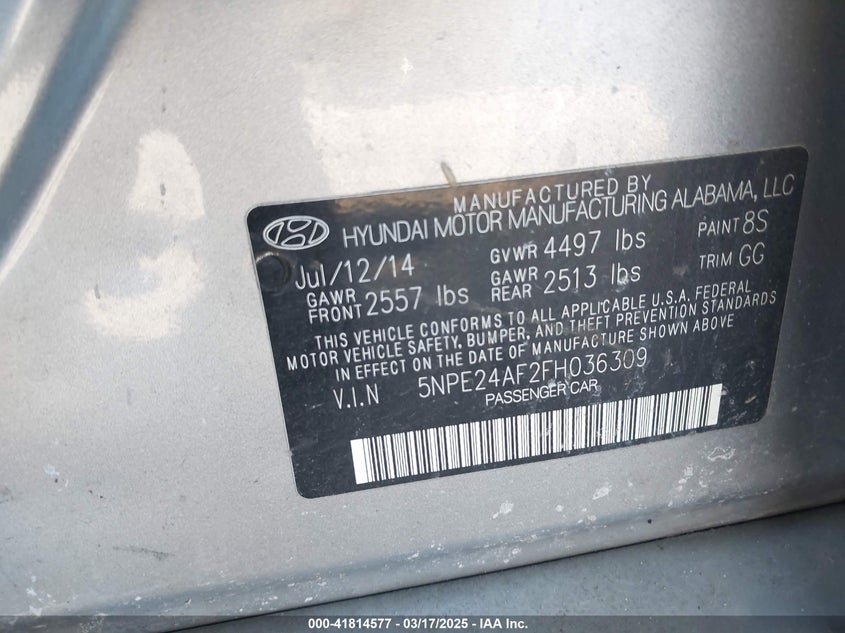 MANUFACTURED BY
HYUNDAI MOTOR MANUFACTURING ALABAMA, LLC
Jul/12/14 GVWR 4497 lbs PAINT 8S
GAWR FRONT 2557 lbs GAWR REAR 2513 lbs TRIM GG
THIS VEHICLE CONFORMS TO ALL APPLICABLE U.S.A. FEDERAL
MOTOR VEHICLE SAFETY, BUMPER, AND THEFT PREVENTION STANDARDS
IN EFFECT ON THE DATE OF MANUFACTURE SHOWN ABOVE
V.I.N 5NPE24AF2FH036309
PASSENGER CAR
000-41814577 - 03/17/2025 - IAA Inc.